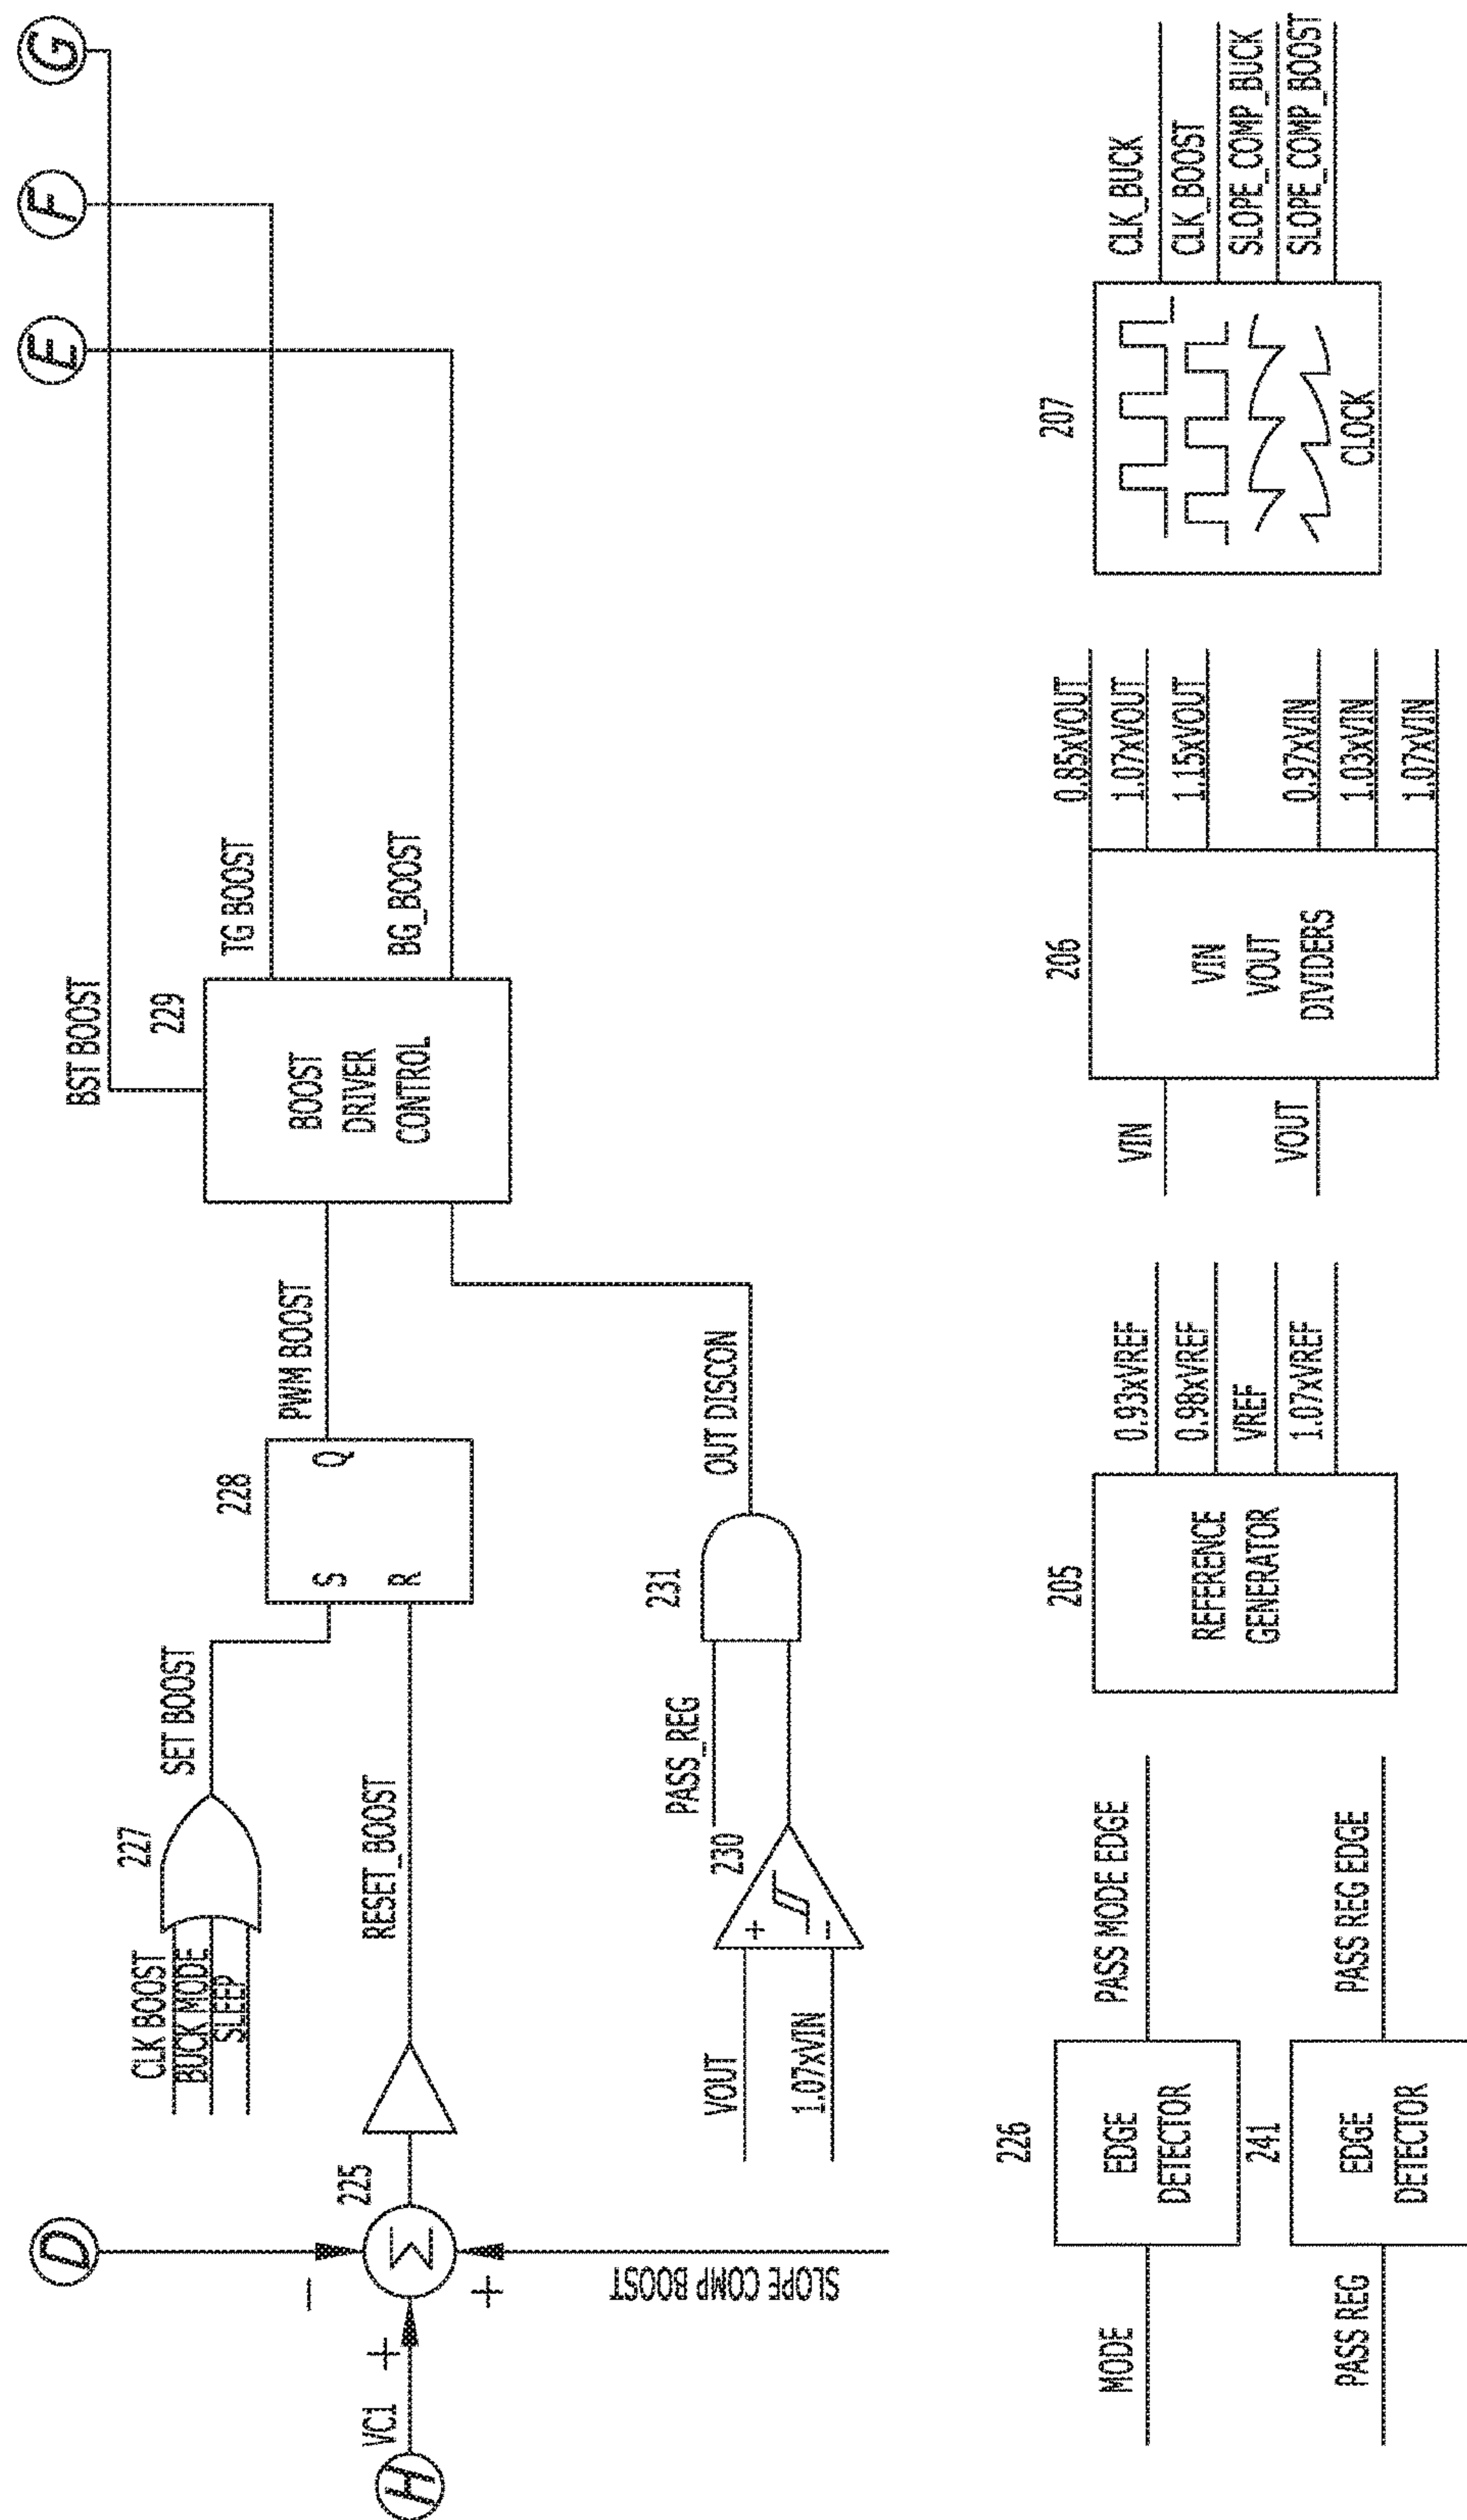 G
F
E
BST BOOST
229
TG BOOST
BG_BOOST
BOOST
DRIVER
CONTROL
PWM BOOST
228
S
Q
R
SET BOOST
227
CLK BOOST
BUCK MODE
SLEEP
RESET_BOOST
OUT DISCON
231
PASS_REG
230
+
-
VOUT
1.07xVIN
D
225
Σ
-
+
+
SLOPE COMP BOOST
VC1
H
CLK_BUCK
CLK_BOOST
SLOPE_COMP_BUCK
SLOPE_COMP_BOOST
207
CLOCK
0.85xVOUT
1.07xVOUT
1.15xVOUT
0.97xVIN
1.03xVIN
1.07xVIN
206
VIN
VOUT
DIVIDERS
VIN
VOUT
0.93xVREF
0.98xVREF
VREF
1.07xVREF
205
REFERENCE
GENERATOR
PASS MODE EDGE
226
EDGE
DETECTOR
MODE
PASS REG EDGE
241
EDGE
DETECTOR
PASS REG